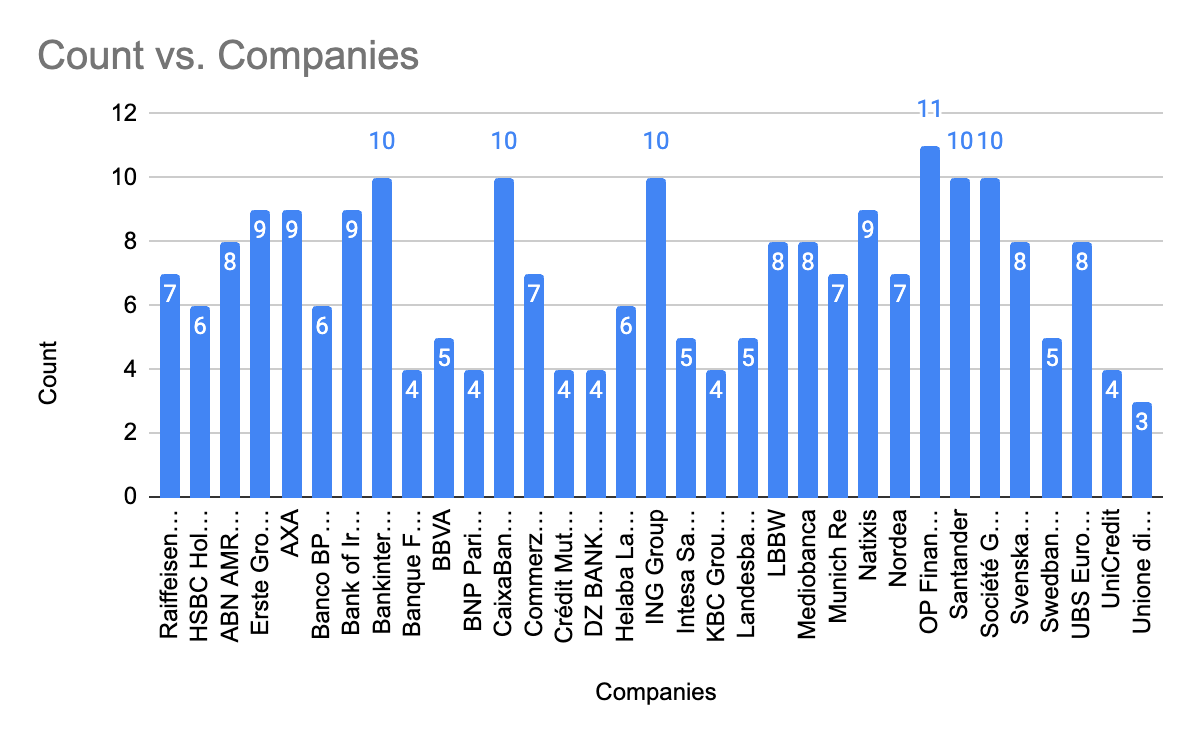 Count vs. Companies
12
10
8
6
4
2
0
Count
7
6
8
9
9
6
9
10
4
5
4
10
7
4
4
6
10
5
4
5
8
8
7
9
7
11
10
10
8
5
8
4
3
Raiffeisen…
HSBC Hol…
ABN AMR…
Erste Gro…
AXA
Banco BP…
Bank of Ir…
Bankinter…
Banque F…
BBVA
BNP Pari…
CaixaBan…
Commerz…
Crédit Mut…
DZ BANK…
Helaba La…
ING Group
Intesa Sa…
KBC Grou…
Landesba…
LBBW
Mediobanca
Munich Re
Natixis
Nordea
OP Finan…
Santander
Société G…
Svenska…
Swedban…
UBS Euro…
UniCredit
Unione di…
Companies